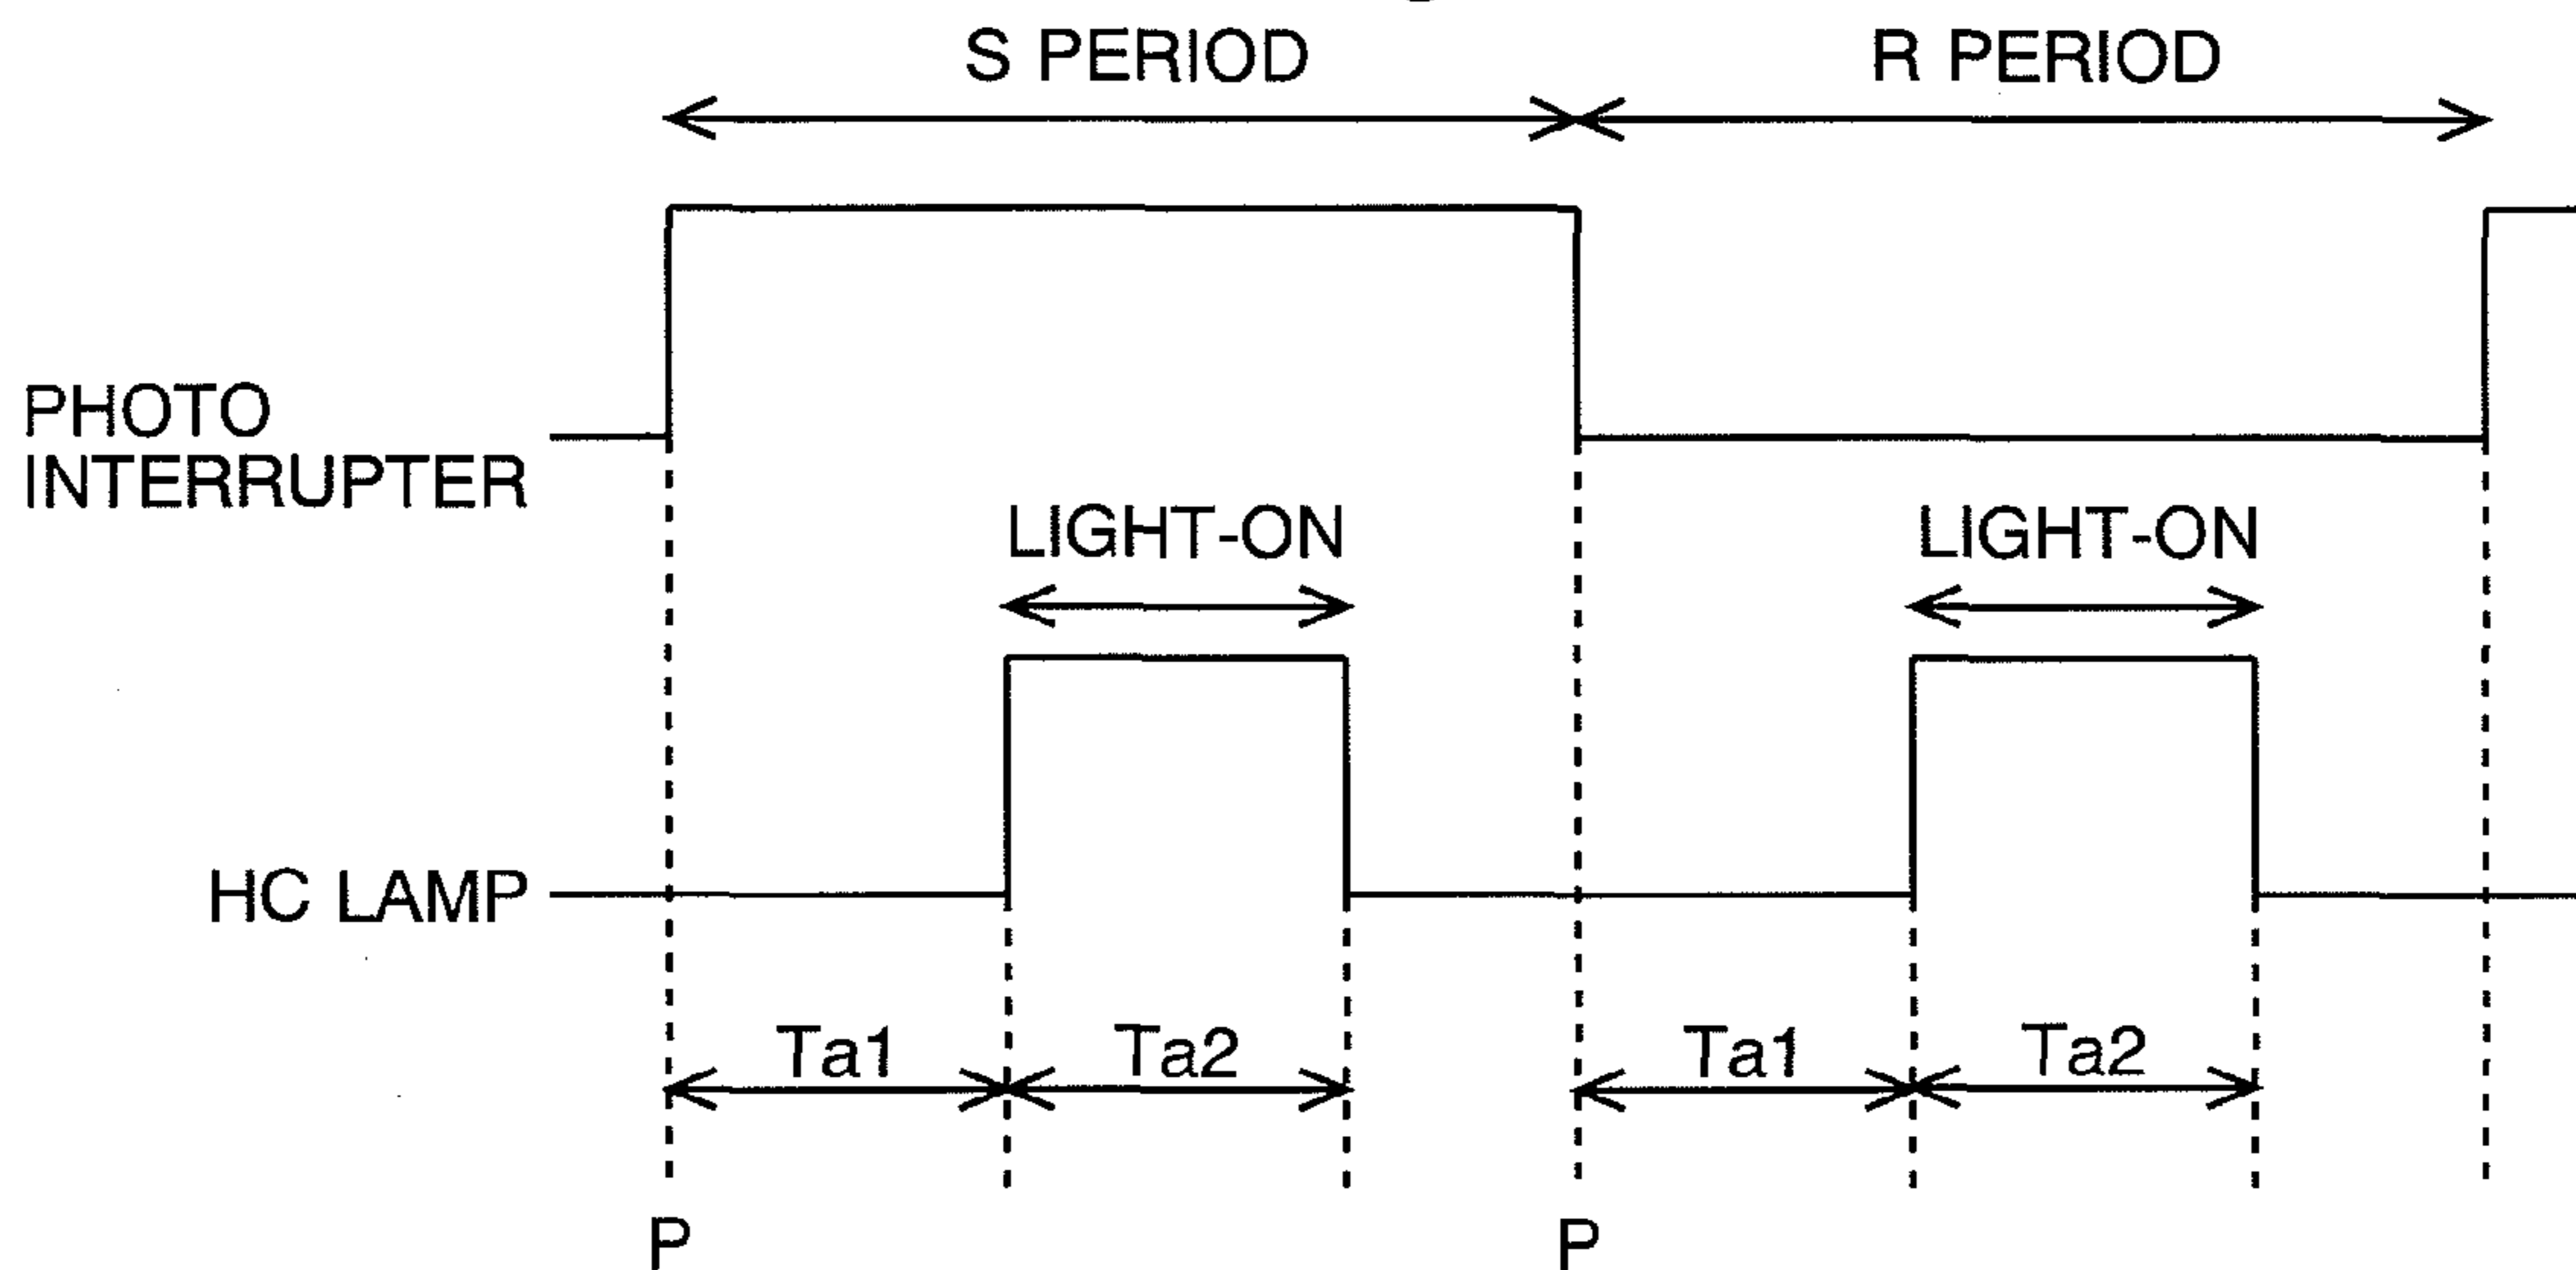 S PERIOD R PERIOD
PHOTO
INTERRUPTER
LIGHT-ON LIGHT-ON
HC LAMP
Ta1 Ta2 Ta1 Ta2
P P